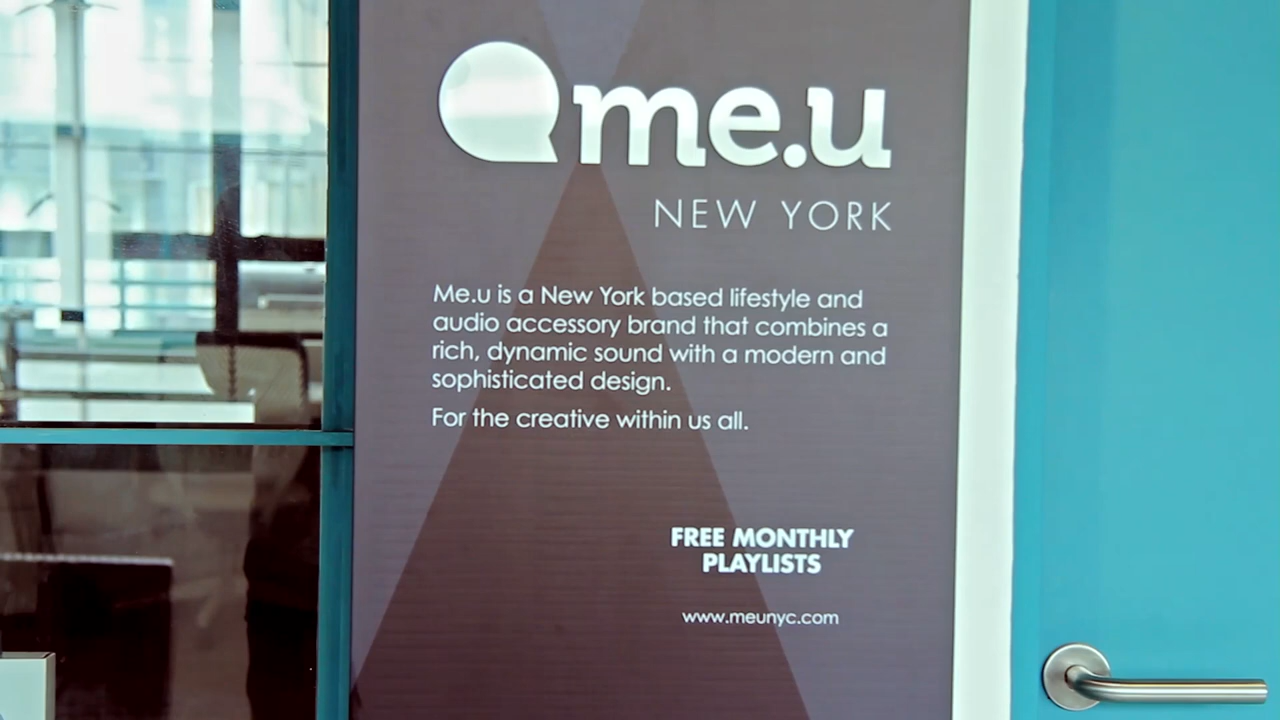 me.u
NEW YORK
Me.u is a New York based lifestyle and
audio accessory brand that combines a
rich, dynamic sound with a modern and
sophisticated design.
For the creative within us all.
FREE MONTHLY
PLAYLISTS
www.meunyc.com